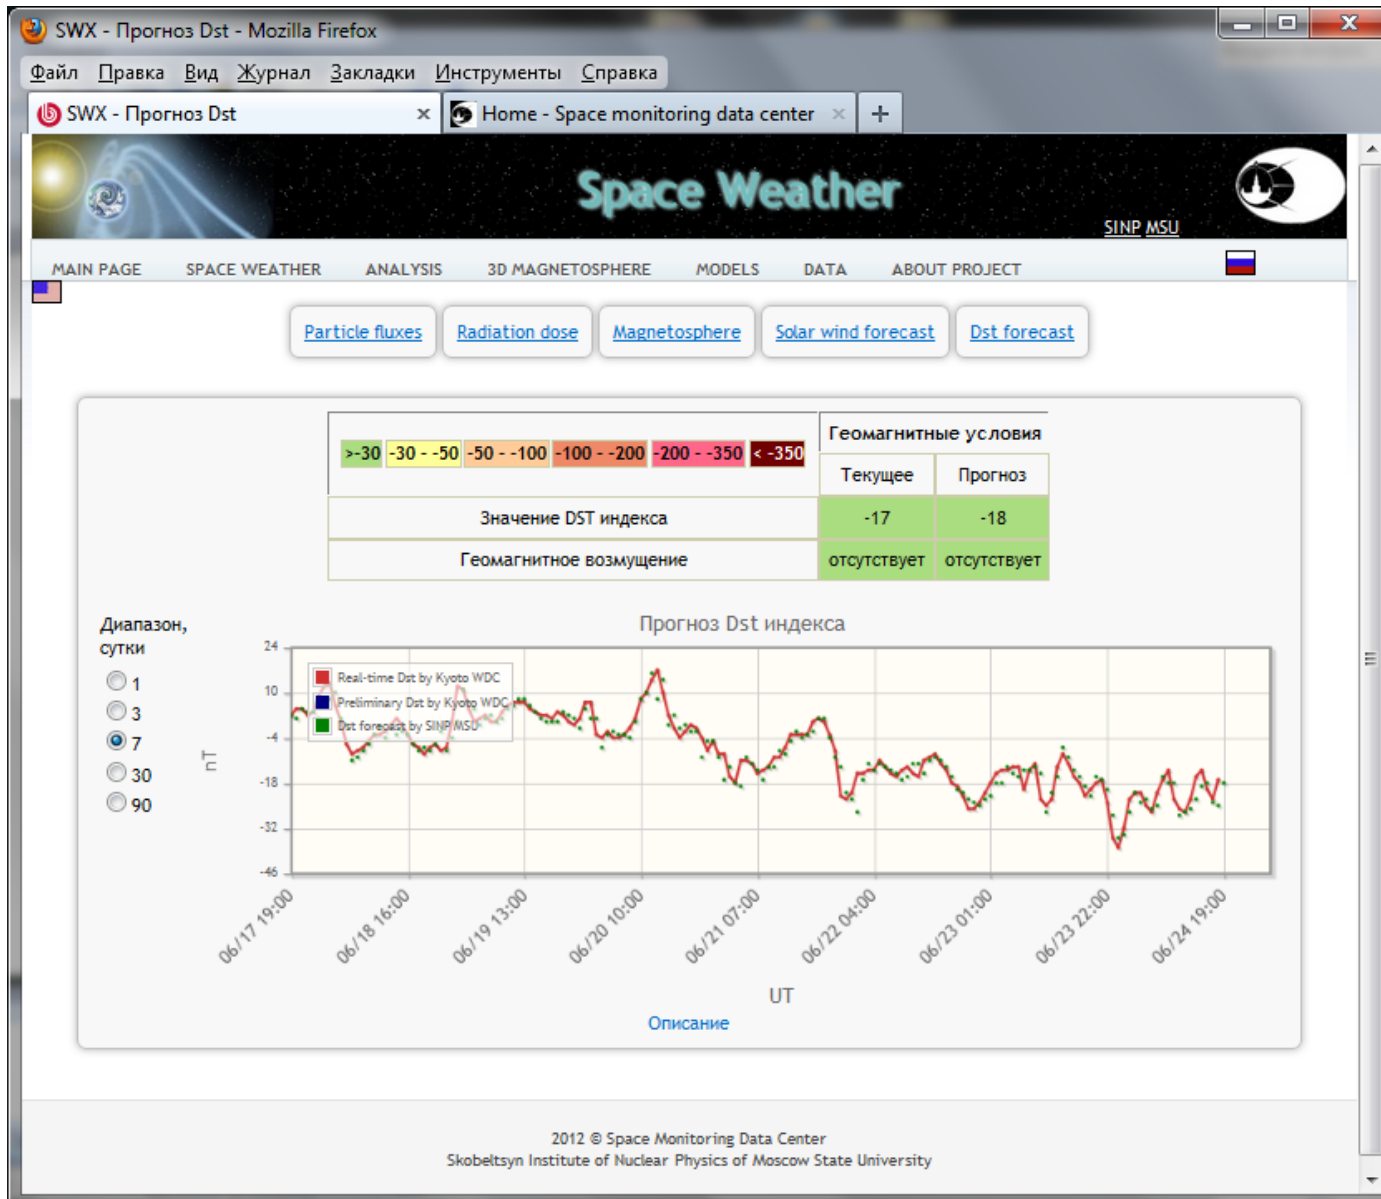 SWX - Прогноз Dst - Mozilla Firefox
Файл Правка Вид Журнал Закладки Инструменты Справка
SWX - Прогноз Dst
Home - Space monitoring data center
Space Weather
SINP MSU
MAIN PAGE SPACE WEATHER ANALYSIS 3D MAGNETOSPHERE MODELS DATA ABOUT PROJECT
Particle fluxes Radiation dose Magnetosphere Solar wind forecast Dst forecast
Геомагнитные условия
>-30 -30 - -50 -50 - -100 -100 - -200 -200 - -350 < -350
Текущее Прогноз
Значение DST индекса -17 -18
Геомагнитное возмущение отсутствует отсутствует
Диапазон,
сутки
1
3
7
30
90
Прогноз Dst индекса
24
10
-4
-18
-32
-46
nT
Real-time Dst by Kyoto WDC
Preliminary Dst by Kyoto WDC
Dst forecast by SINP MSU
06/17 19:00 06/18 16:00 06/19 13:00 06/20 10:00 06/21 07:00 06/22 04:00 06/23 01:00 06/23 22:00 06/24 19:00
UT
Описание
2012 © Space Monitoring Data Center
Skobeltsyn Institute of Nuclear Physics of Moscow State University